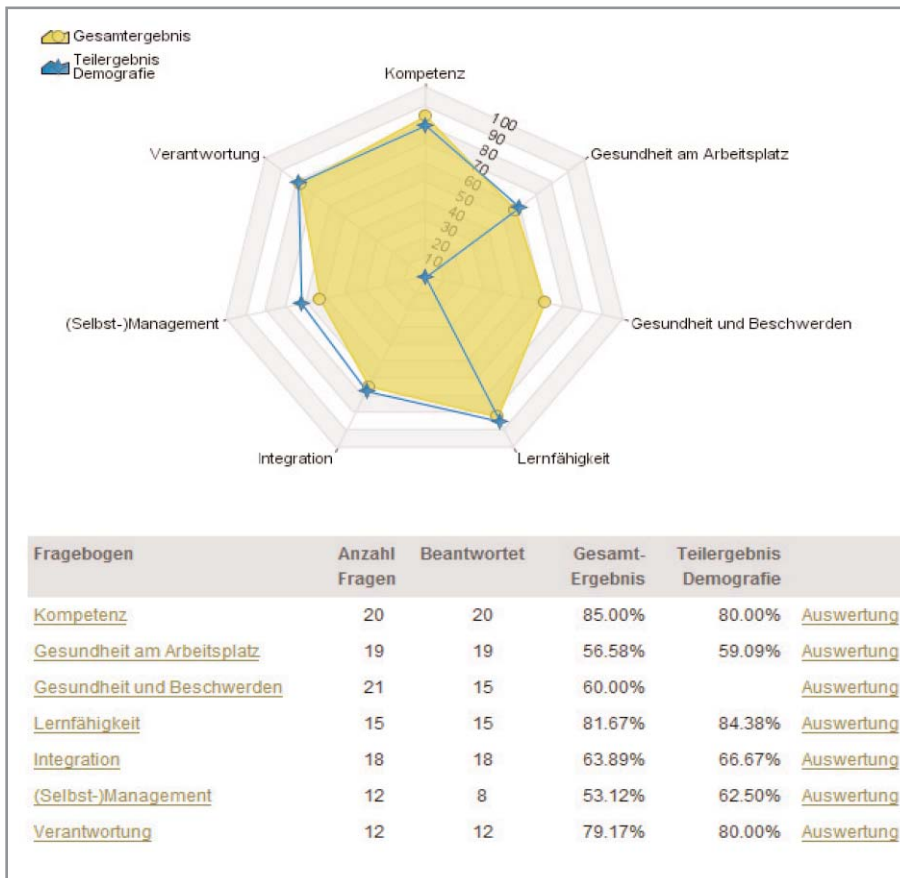 Gesamtergebnis
Teilergebnis
Demografie
Kompetenz
Verantwortung
Gesundheit am Arbeitsplatz
100
90
80
70
60
50
40
30
20
10
(Selbst-)Management
Gesundheit und Beschwerden
Integration
Lernfähigkeit
Fragebogen Anzahl Fragen Beantwortet Gesamt-Ergebnis Teilergebnis Demografie
Kompetenz 20 20 85.00% 80.00% Auswertung
Gesundheit am Arbeitsplatz 19 19 56.58% 59.09% Auswertung
Gesundheit und Beschwerden 21 15 60.00% Auswertung
Lernfähigkeit 15 15 81.67% 84.38% Auswertung
Integration 18 18 63.89% 66.67% Auswertung
(Selbst-)Management 12 8 53.12% 62.50% Auswertung
Verantwortung 12 12 79.17% 80.00% Auswertung